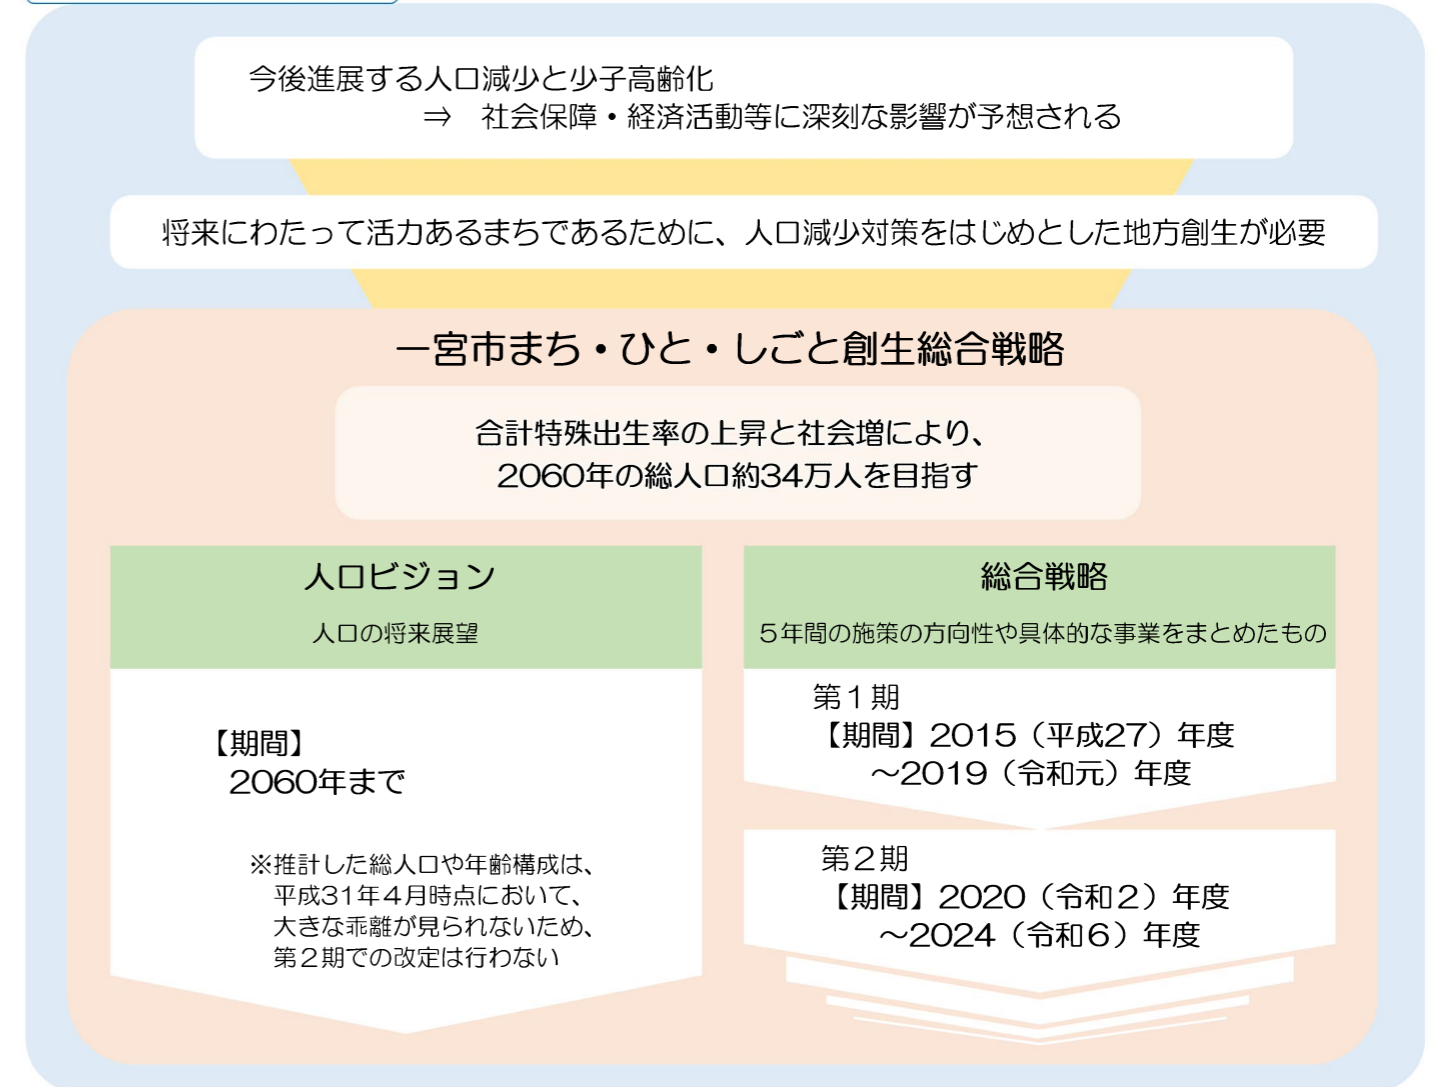 今後進展する人口減少と少子高齢化
⇒ 社会保障・経済活動等に深刻な影響が予想される
将来にわたって活力あるまちであるために、人口減少対策をはじめとした地方創生が必要
一宮市まち・ひと・しごと創生総合戦略
合計特殊出生率の上昇と社会増により、
2060年の総人口約34万人を目指す
人口ビジョン
人口の将来展望
【期間】
2060年まで
※推計した総人口や年齢構成は、
平成31年４月時点において、
大きな乖離が見られないため、
第２期での改定は行わない
総合戦略
５年間の施策の方向性や具体的な事業をまとめたもの
第１期
【期間】2015（平成27）年度
～2019（令和元）年度
第２期
【期間】2020（令和２）年度
～2024（令和６）年度